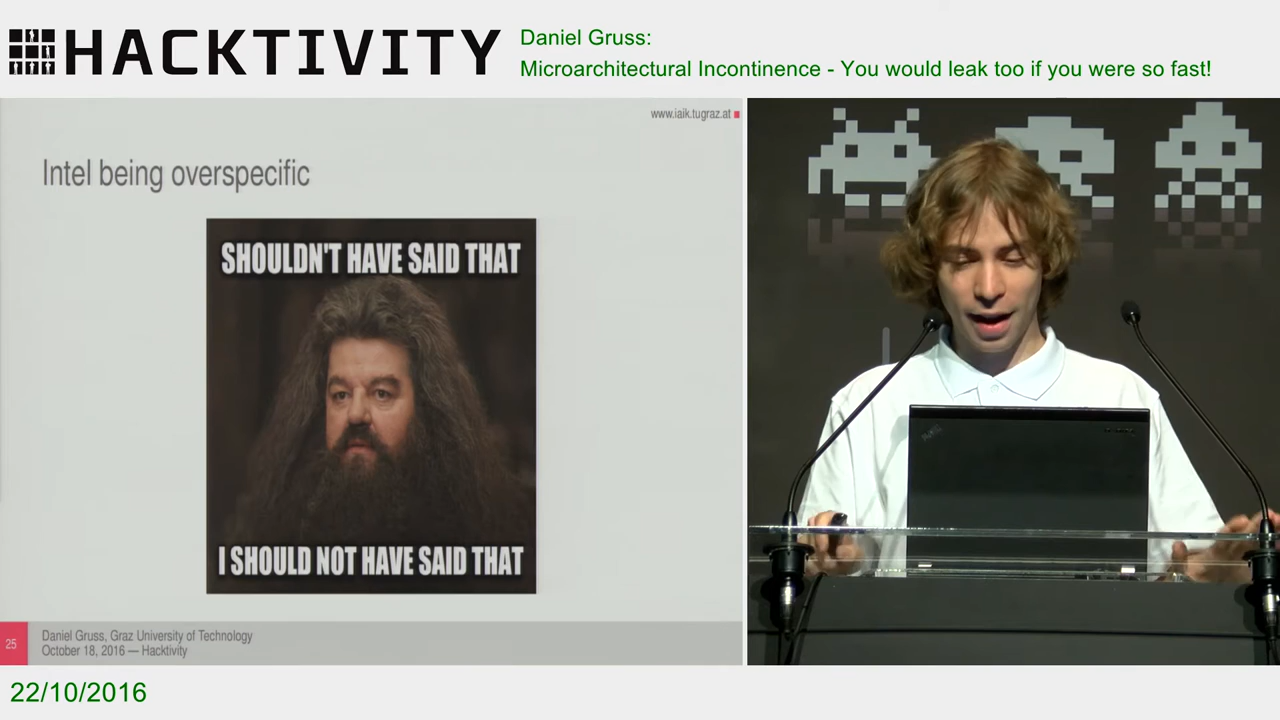 HACKTIVITY
Daniel Gruss:
Microarchitectural Incontinence - You would leak too if you were so fast!
www.iaik.tugraz.at
Intel being overspecific
SHOULDN'T HAVE SAID THAT
I SHOULD NOT HAVE SAID THAT
25
Daniel Gruss, Graz University of Technology
October 18, 2016 — Hacktivity
22/10/2016